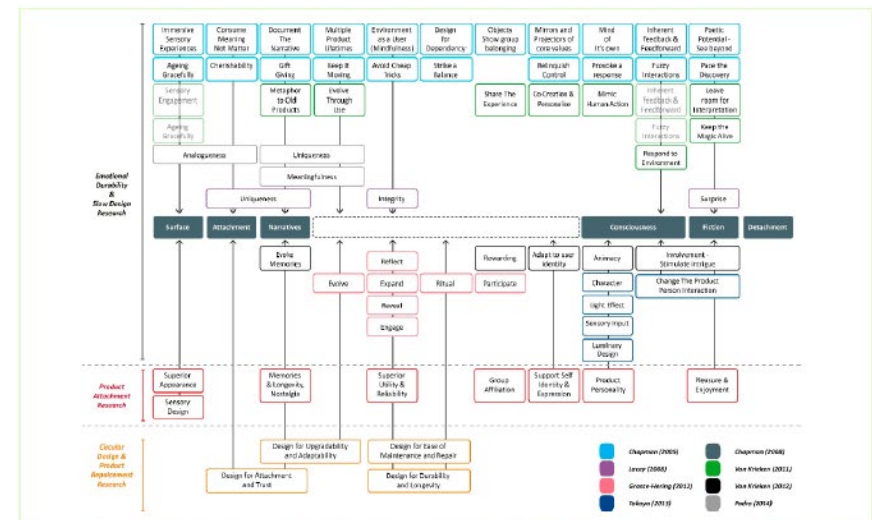 Immersive Sensory Experiences
Consume Meaning Not Matter
Document The Narrative
Multiple Product Lifetimes
Environment as a User (Mindfulness)
Design for Dependency
Objects Show group belonging
Mirrors and Projectors of core values
Mind of It's own
Inherent feedback & Feedforward
Poetic Potential - See beyond
Ageing Gracefully
Cherishability
Gift Giving
Keep It Moving
Avoid Cheap Tricks
Strike a Balance
Relinquish Control
Provoke a response
Fuzzy Interactions
Pace the Discovery
Sensory Engagement
Metaphor to Old Products
Evolve Through Use
Share The Experience
Co-Creation & Personalise
Mimic Human Action
Inherent feedback & Feedforward
Leave room for Interpretation
Ageing Gracefully
Fuzzy Interactions
Keep the Magic Alive
Analogueness
Uniqueness
Respond to Environment
Meaningfulness
Uniqueness
Integrity
Surprise
Emotional Durability & Slow Design Research
Surface
Attachment
Narratives
Consciousness
Fiction
Detachment
Evoke Memories
Reflect
Rewarding
Adapt to user identity
Animacy
Involvement - Stimulate intrigue
Evolve
Expand
Ritual
Participate
Character
Change The Product Person Interaction
Reveal
Light Effect
Engage
Sensory Input
Luminary Design
Product Attachment Research
Superior Appearance
Memories & Longevity, Nostalgia
Superior Utility & Reliability
Group Affiliation
Support Self Identity & Expression
Product Personality
Pleasure & Enjoyment
Sensory Design
Circular Design & Product Replacement Research
Design for Upgradability and Adaptability
Design for Ease of Maintenance and Repair
Design for Attachment and Trust
Design for Durability and Longevity
Chapman (2005)
Chapman (2008)
Lacey (2008)
Van Krieken (2011)
Grosse-Hering (2012)
Van Krieken (2012)
(2013)
(2014)